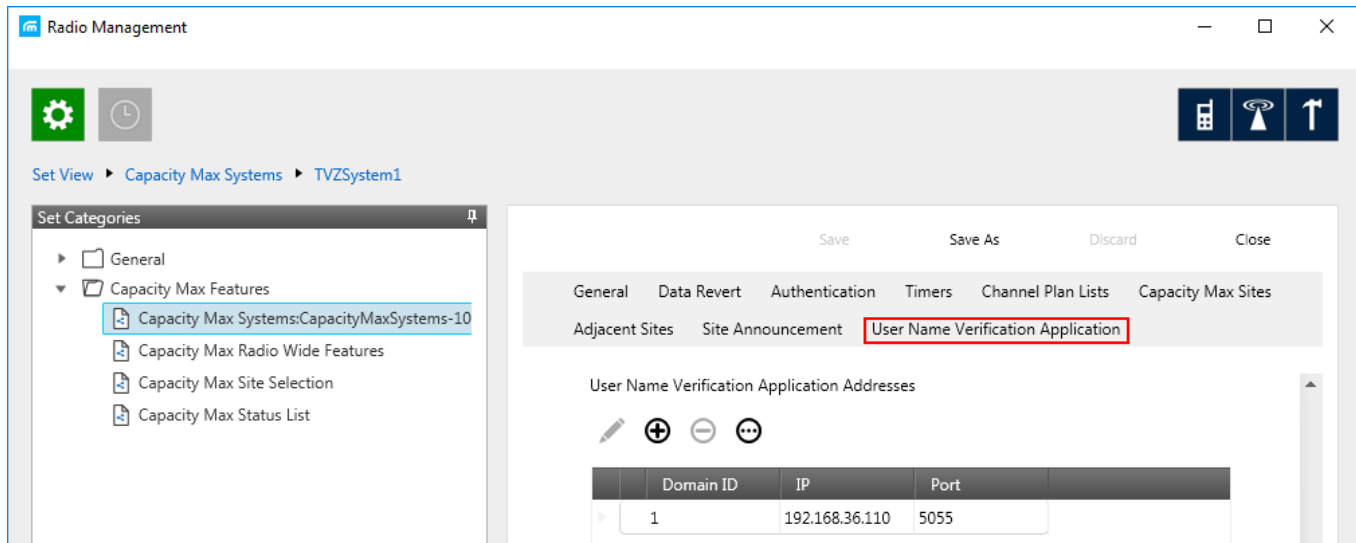 Radio Management
Set View Capacity Max Systems TVZSystem1
Set Categories
General
Capacity Max Features
Capacity Max Systems:CapacityMaxSystems-10
Capacity Max Radio Wide Features
Capacity Max Site Selection
Capacity Max Status List
Save Save As Discard Close
General Data Revert Authentication Timers Channel Plan Lists Capacity Max Sites
Adjacent Sites Site Announcement User Name Verification Application
User Name Verification Application Addresses
Domain ID IP Port
1 192.168.36.110 5055